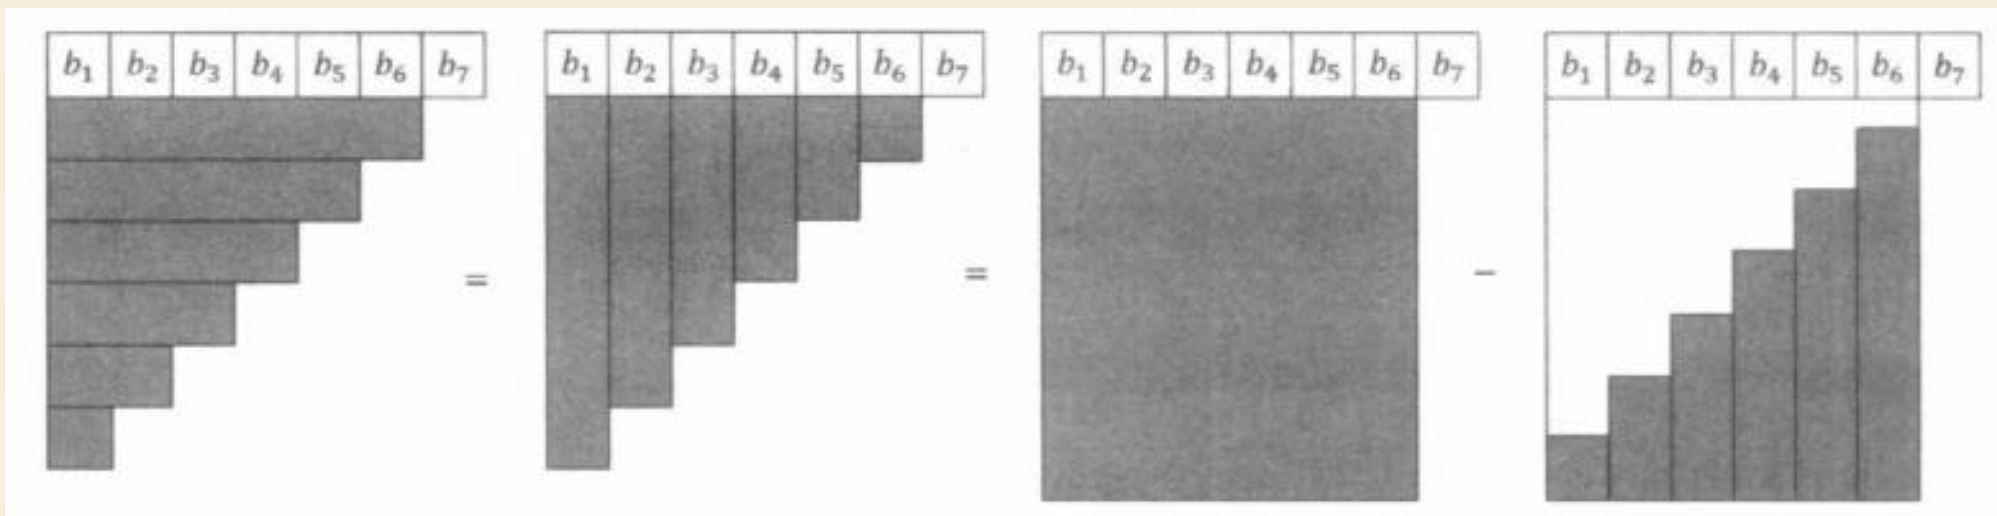 b₁ b₂ b₃ b₄ b₅ b₆ b₇ b₁ b₂ b₃ b₄ b₅ b₆ b₇ b₁ b₂ b₃ b₄ b₅ b₆ b₇ b₁ b₂ b₃ b₄ b₅ b₆ b₇
= = −